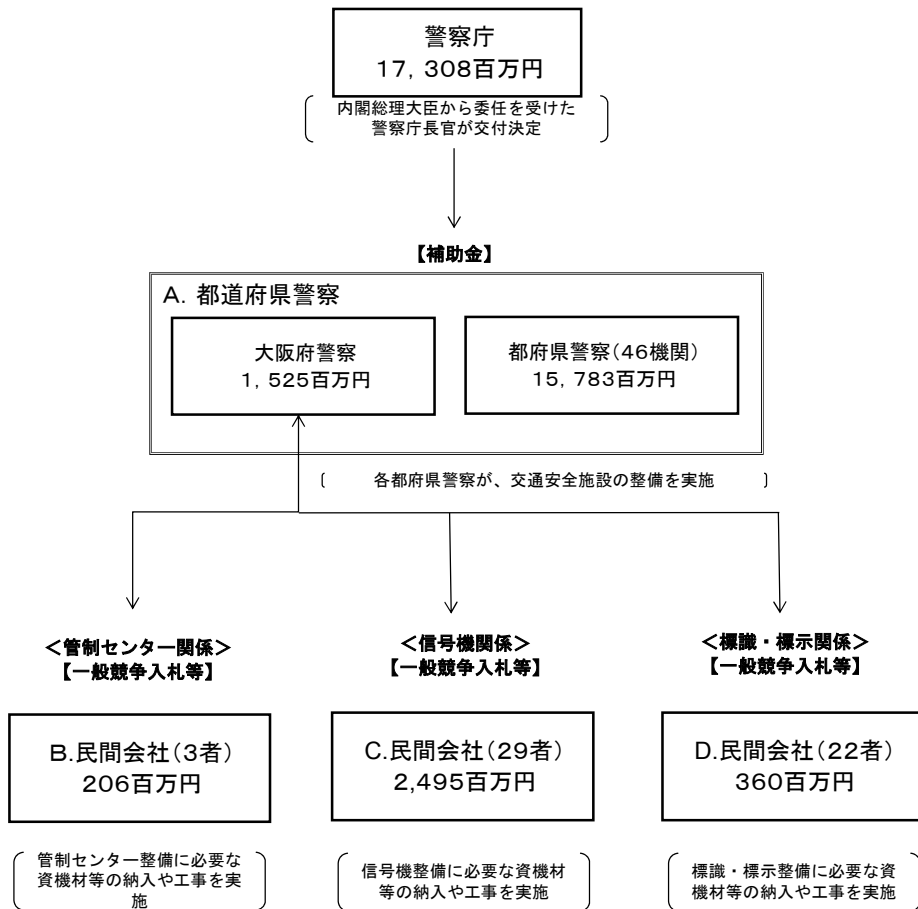 警察庁
17,308百万円
内閣総理大臣から委任を受けた
警察庁長官が交付決定
【補助金】
A.都道府県警察
大阪府警察
1,525百万円
都府県警察(46機関)
15,783百万円
各都府県警察が、交通安全施設の整備を実施
<管制センター関係>
【一般競争入札等】
<信号機関係>
【一般競争入札等】
<標識・標示関係>
【一般競争入札等】
B.民間会社(3者)
206百万円
C.民間会社(29者)
2,495百万円
D.民間会社(22者)
360百万円
管制センター整備に必要な
資機材等の納入や工事を実
施
信号機整備に必要な資機材
等の納入や工事を実施
標識・標示整備に必要な資
機材等の納入や工事を実施